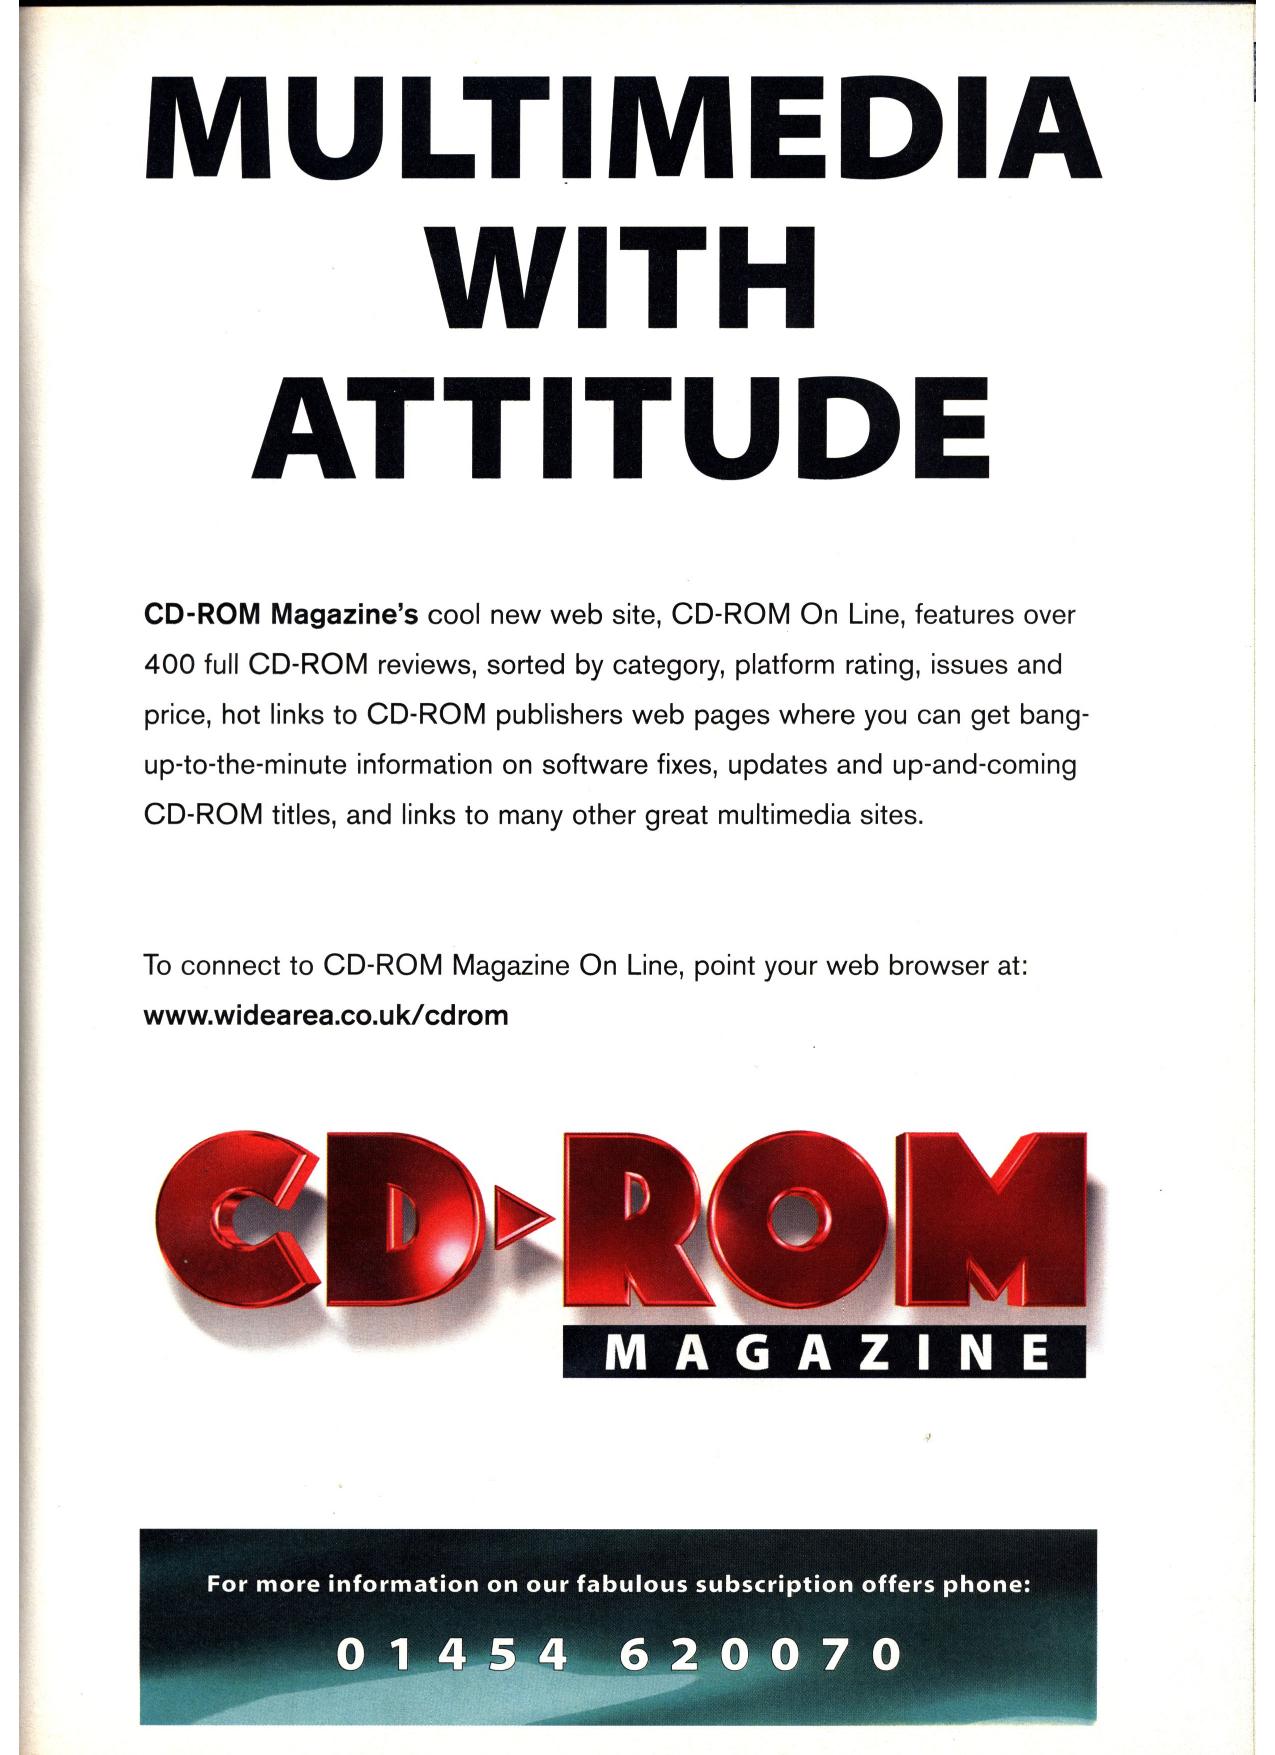 MULTIMEDIA
WITH
ATTITUDE
CD-ROM Magazine's cool new web site, CD-ROM On Line, features over
400 full CD-ROM reviews, sorted by category, platform rating, issues and
price, hot links to CD-ROM publishers web pages where you can get bang-
up-to-the-minute information on software fixes, updates and up-and-coming
CD-ROM titles, and links to many other great multimedia sites.
To connect to CD-ROM Magazine On Line, point your web browser at:
www.widearea.co.uk/cdrom
CD-ROM
MAGAZINE
For more information on our fabulous subscription offers phone:
01454 620070